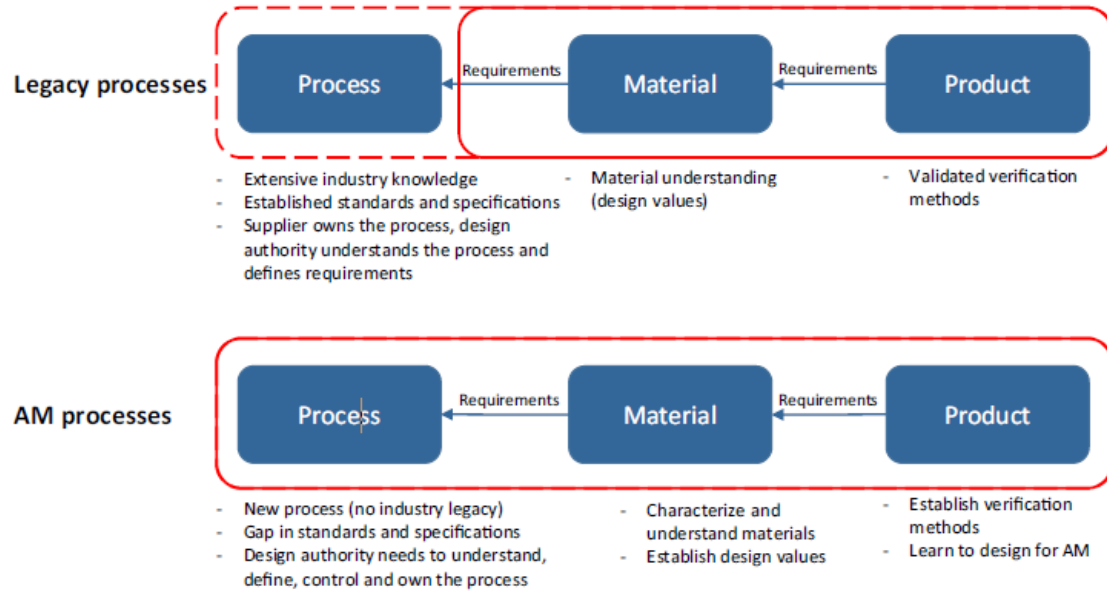 Legacy processes
Process
Requirements
Material
Requirements
Product
- Extensive industry knowledge
- Established standards and specifications
- Supplier owns the process, design
authority understands the process and
defines requirements
- Material understanding
(design values)
- Validated verification
methods
AM processes
Process
Requirements
Material
Requirements
Product
- New process (no industry legacy)
- Gap in standards and specifications
- Design authority needs to understand,
define, control and own the process
- Characterize and
understand materials
- Establish design values
- Establish verification
methods
- Learn to design for AM